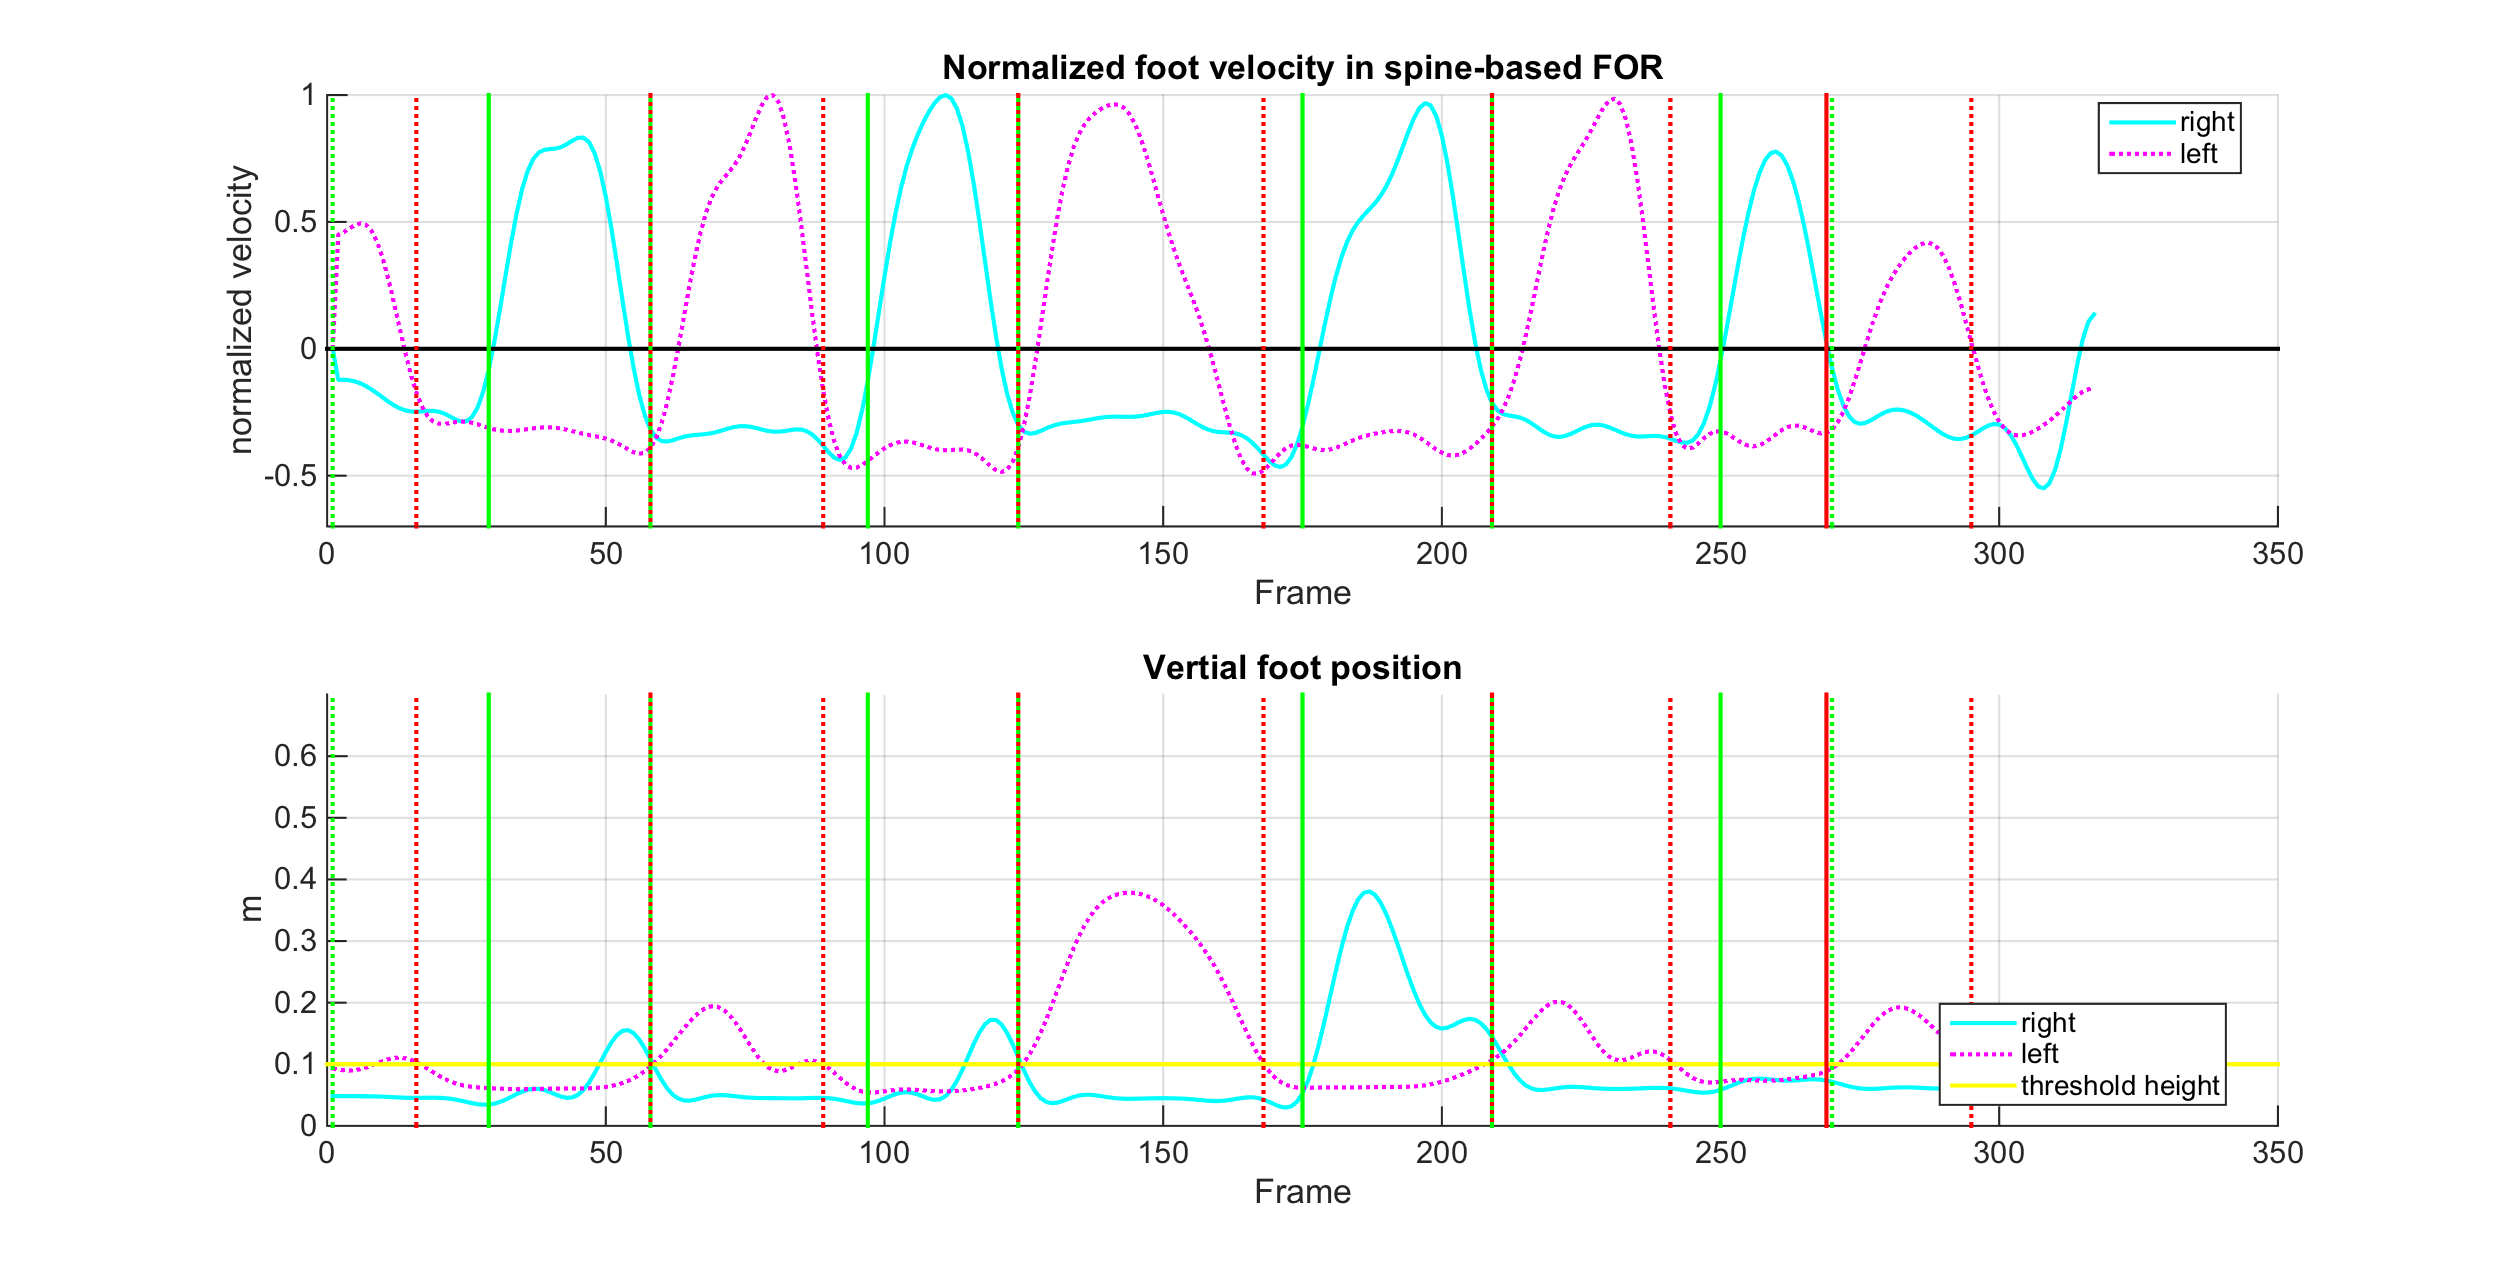 Normalized foot velocity in spine-based FOR
normalized velocity
1
0.5
0
-0.5
right
left
0 50 100 150 200 250 300 350
Frame
Vertial foot position
m
0.6
0.5
0.4
0.3
0.2
0.1
0
right
left
threshold height
0 50 100 150 200 250 300 350
Frame